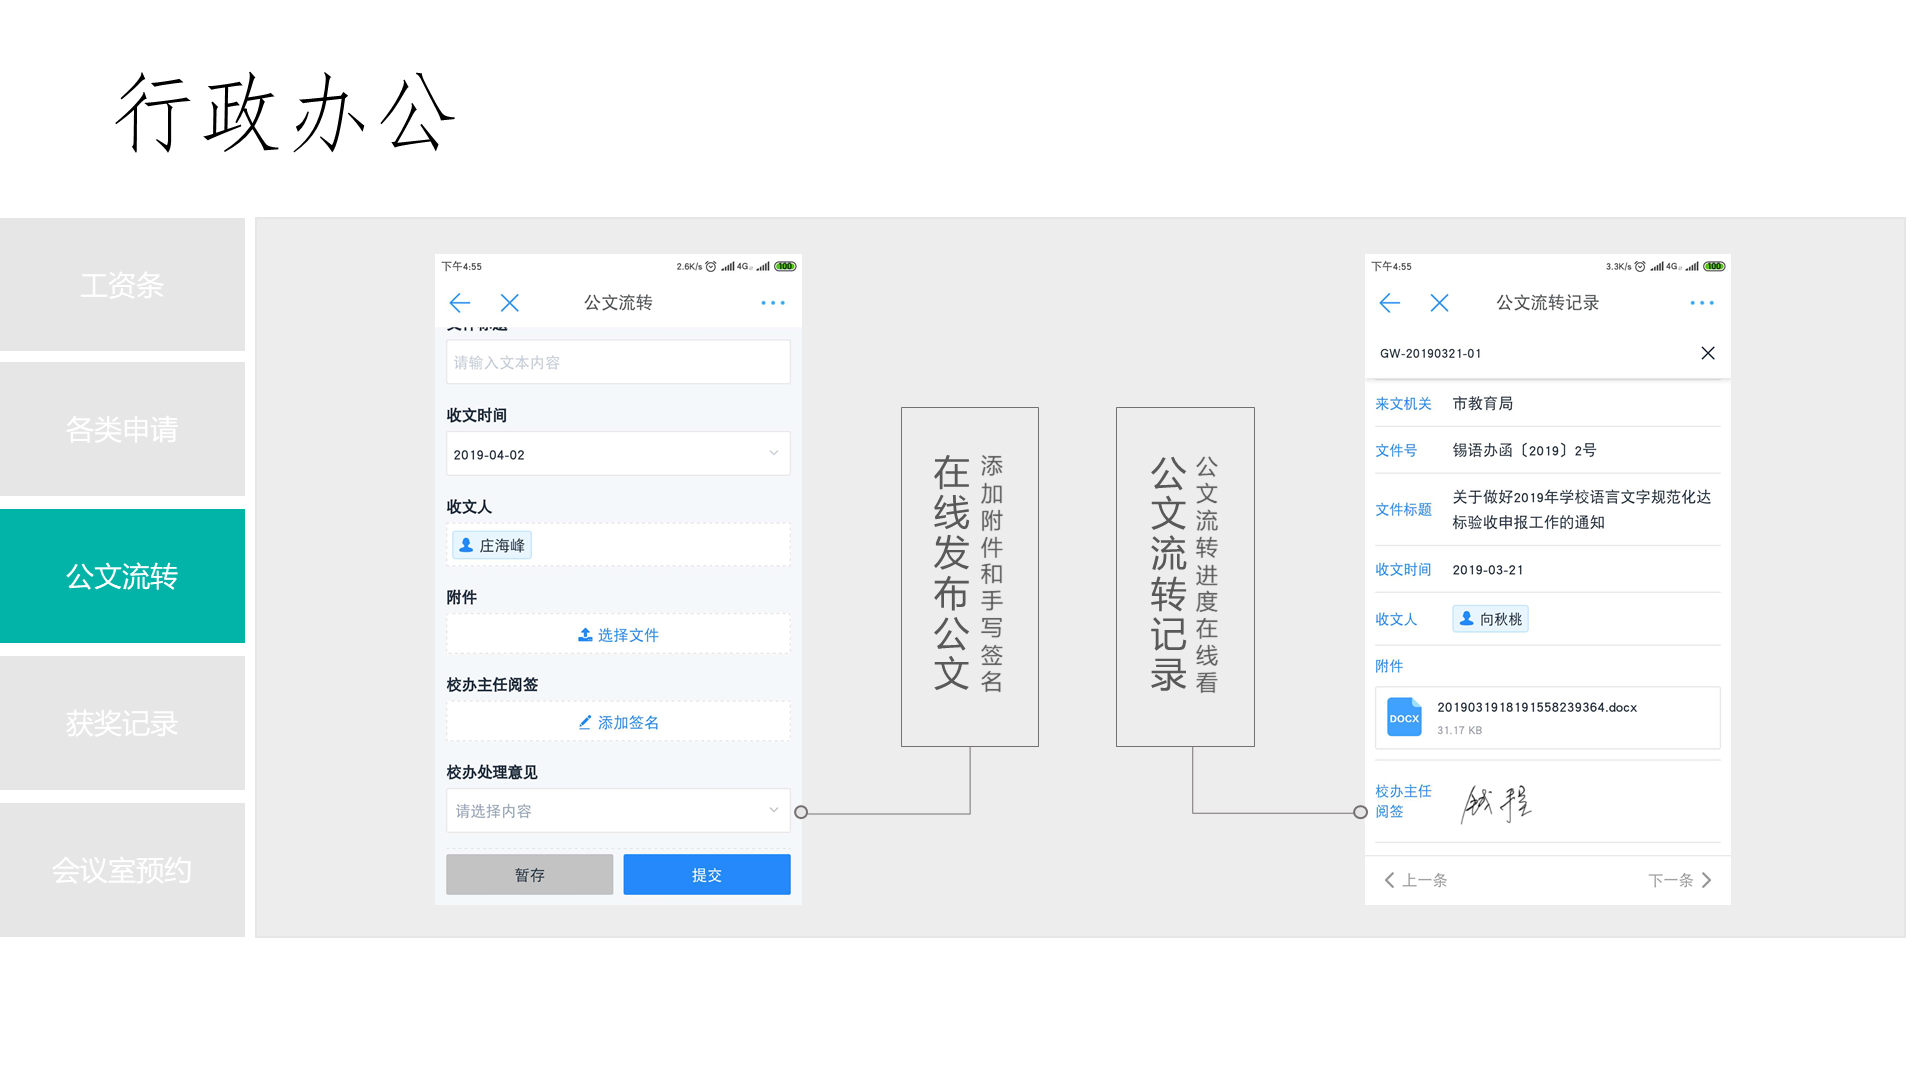 行政办公
工资条
各类申请
公文流转
获奖记录
会议室预约
下午4:55
2.6K/s
4G
100
公文流转
文件标题
请输入文本内容
收文时间
2019-04-02
收文人
庄海峰
附件
选择文件
校办主任阅签
添加签名
校办处理意见
请选择内容
暂存
提交
在线发布公文
添加附件和手写签名
公文流转记录
公文流转进度在线看
下午4:55
3.3K/s
4G
100
公文流转记录
GW-20190321-01
来文机关 市教育局
文件号 锡语办函〔2019〕2号
文件标题 关于做好2019年学校语言文字规范化达
标验收申报工作的通知
收文时间 2019-03-21
收文人 向秋桃
附件
DOCX
2019031918191558239364.docx
31.17 KB
校办主任
阅签
钱程
上一条
下一条